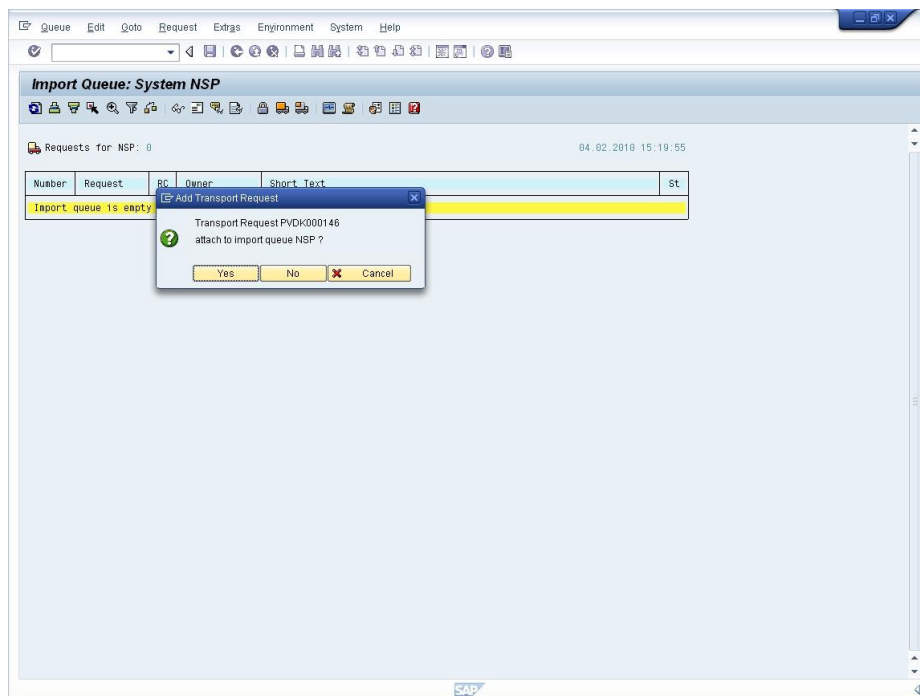 Queue Edit Goto Request Extras Environment System Help
Import Queue: System NSP
Requests for NSP: 0 04.02.2010 15:19:55
Number Request RC Owner Short Text St
Import queue is empty
Add Transport Request
Transport Request PVDK000146
attach to import queue NSP ?
Yes No Cancel
SAP